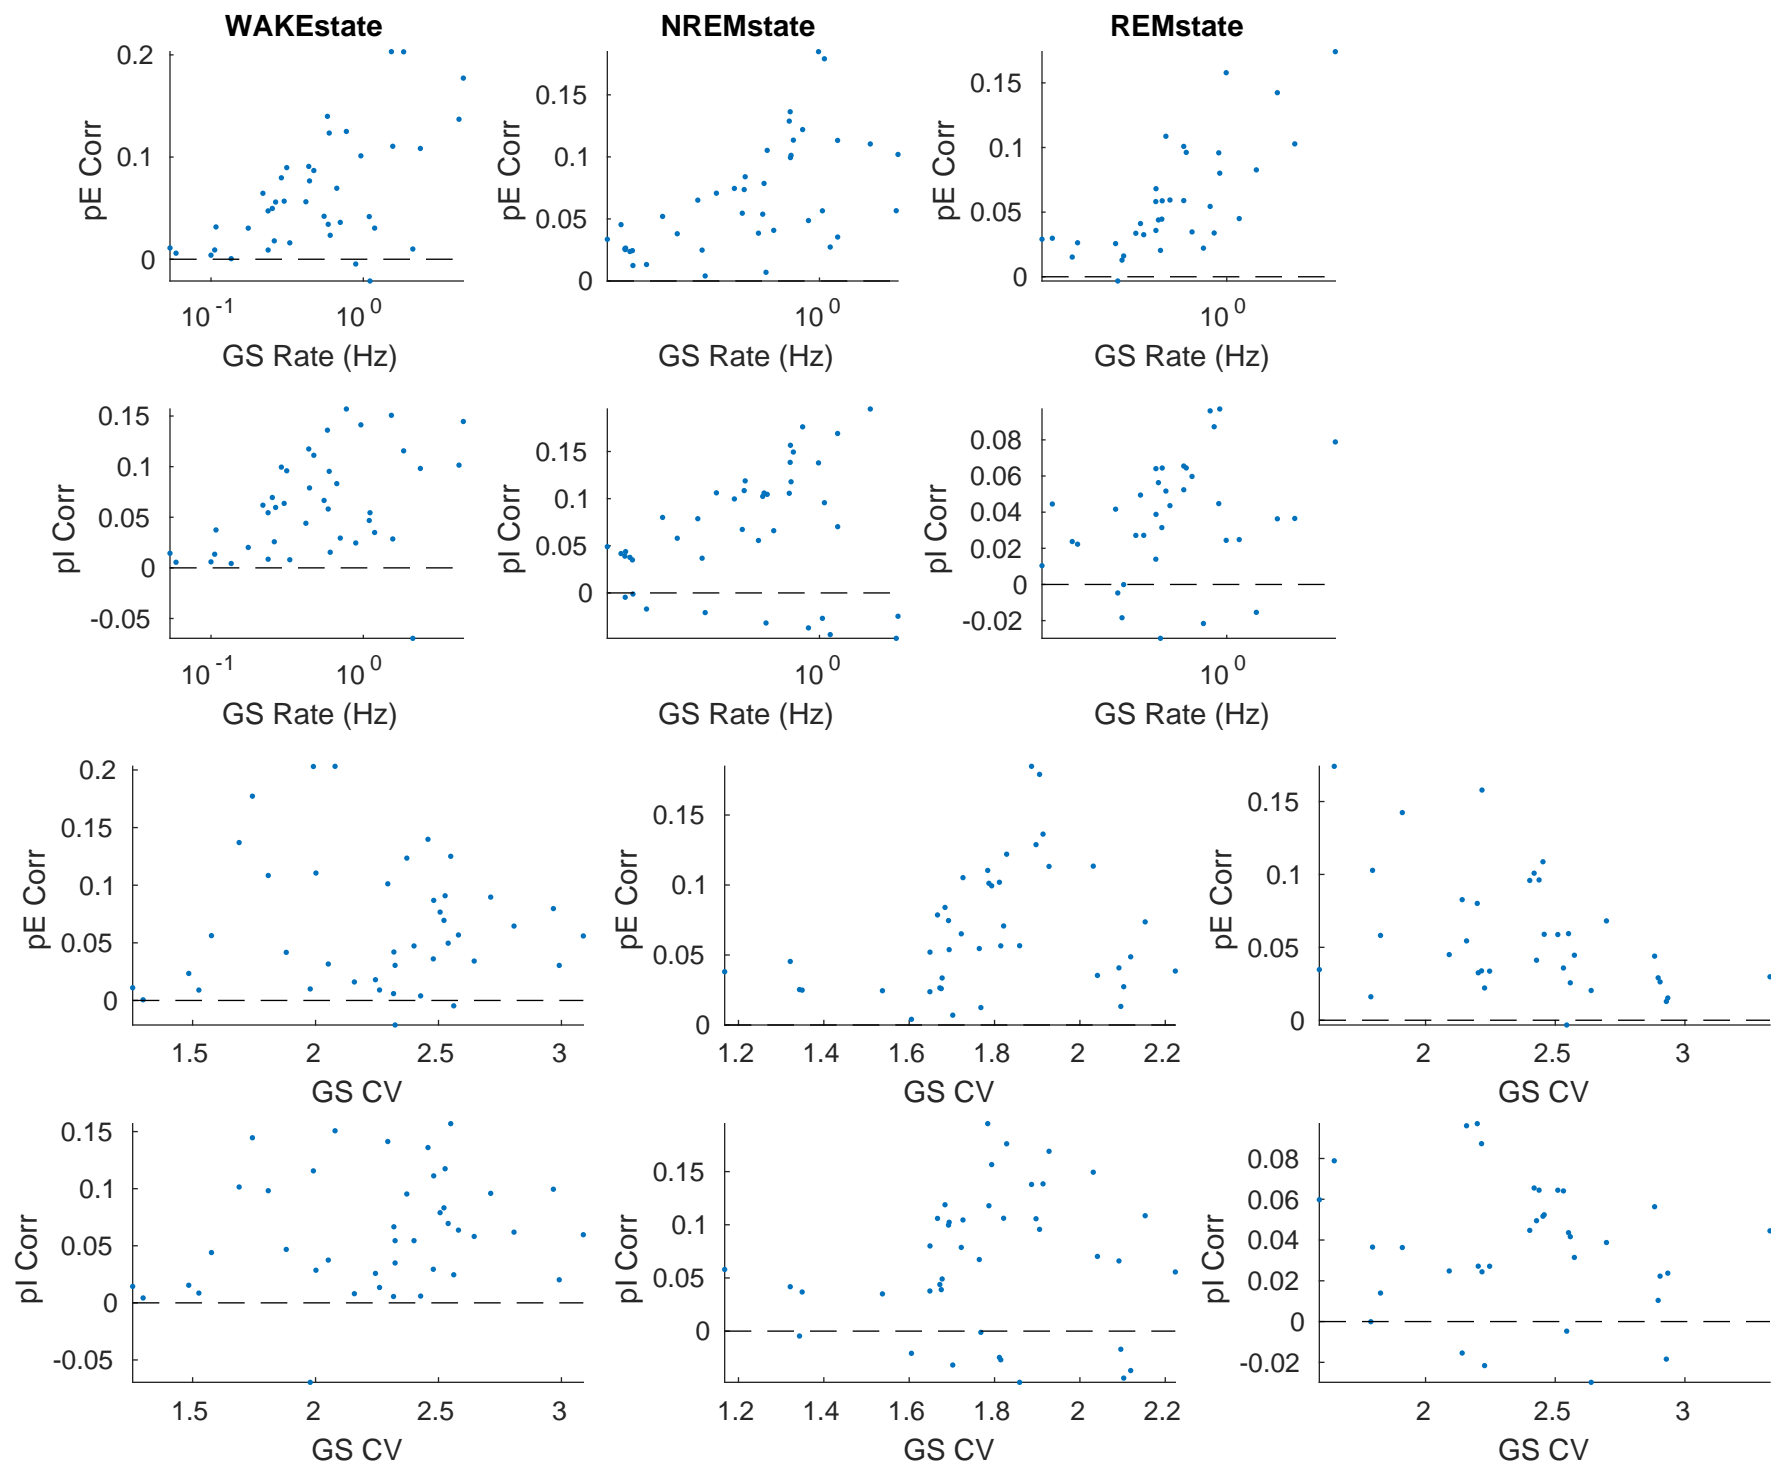 WAKEstate NREMstate REMstate
0.2
0.1
0
pE Corr
10^-1 10^0
GS Rate (Hz)
0.15
0.1
0.05
0
pE Corr
10^0
GS Rate (Hz)
0.15
0.1
0.05
0
pE Corr
10^0
GS Rate (Hz)
0.15
0.1
0.05
0
-0.05
pI Corr
10^-1 10^0
GS Rate (Hz)
0.15
0.1
0.05
0
pI Corr
10^0
GS Rate (Hz)
0.08
0.06
0.04
0.02
0
-0.02
pI Corr
10^0
GS Rate (Hz)
0.2
0.15
0.1
0.05
0
pE Corr
1.5 2 2.5 3
GS CV
0.15
0.1
0.05
0
pE Corr
1.2 1.4 1.6 1.8 2 2.2
GS CV
0.15
0.1
0.05
0
pE Corr
2 2.5 3
GS CV
0.15
0.1
0.05
0
-0.05
pI Corr
1.5 2 2.5 3
GS CV
0.15
0.1
0.05
0
pI Corr
1.2 1.4 1.6 1.8 2 2.2
GS CV
0.08
0.06
0.04
0.02
0
-0.02
pI Corr
2 2.5 3
GS CV